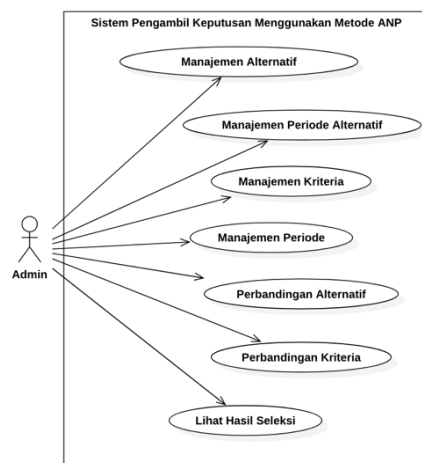 Sistem Pengambil Keputusan Menggunakan Metode ANP
Manajemen Alternatif
Manajemen Periode Alternatif
Manajemen Kriteria
Manajemen Periode
Admin
Perbandingan Alternatif
Perbandingan Kriteria
Lihat Hasil Seleksi